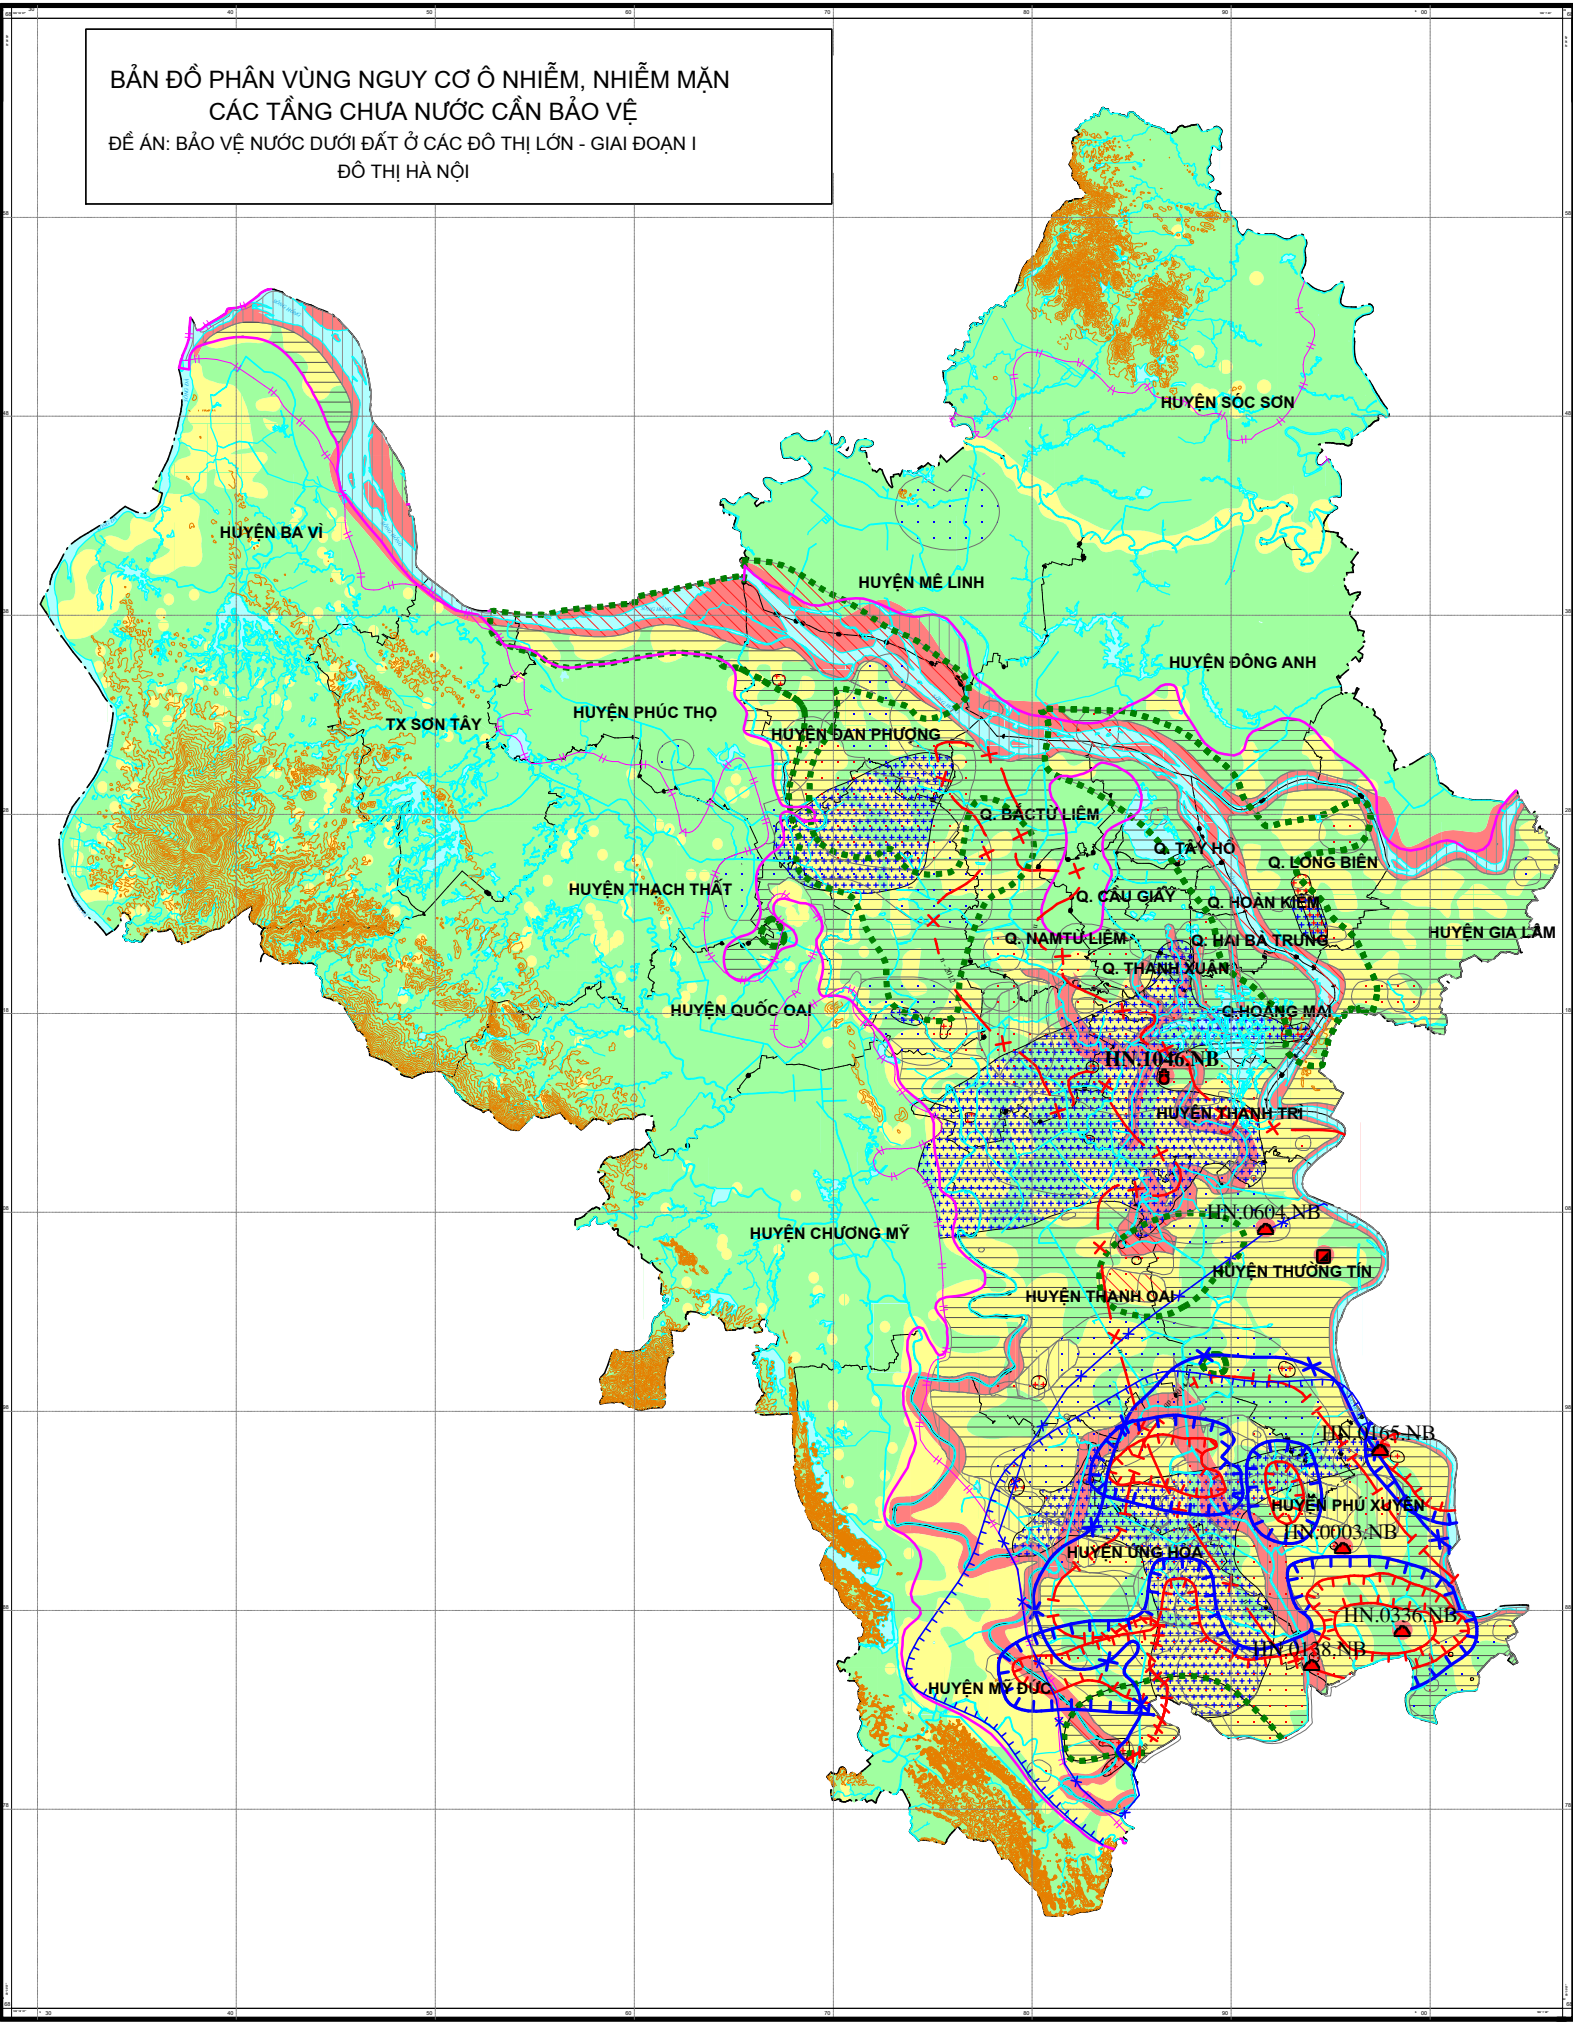 BẢN ĐỒ PHÂN VÙNG NGUY CƠ Ô NHIỄM, NHIỄM MẶN
CÁC TẦNG CHƯA NƯỚC CẦN BẢO VỆ
ĐỀ ÁN: BẢO VỆ NƯỚC DƯỚI ĐẤT Ở CÁC ĐÔ THỊ LỚN - GIAI ĐOẠN I
ĐÔ THỊ HÀ NỘI
HUYỆN SÓC SƠN
HUYỆN BA VÌ
HUYỆN MÊ LINH
HUYỆN ĐÔNG ANH
HUYỆN PHÚC THỌ
TX SƠN TÂY
HUYỆN ĐAN PHƯỢNG
Q. BẮCTỪ LIÊM
Q. TÂY HỒ
Q. LONG BIÊN
HUYỆN THẠCH THẤT
Q. CẦU GIẤY
Q. HOÀN KIẾM
HUYỆN GIA LÂM
Q. NAMTỪ LIÊM
Q. HAI BÀ TRƯNG
Q. THANH XUÂN
HUYỆN QUỐC OAI
Q.HOÀNG MAI
HN.1046.NB
HUYỆN THANH TRÌ
HN.0604.NB
HUYỆN CHƯƠNG MỸ
HUYỆN THƯỜNG TÍN
HUYỆN THANH OAI
HN.0165.NB
HUYỆN PHÚ XUYÊN
HN.0003.NB
HUYỆN ỨNG HÒA
HN.0336.NB
HN.0138.NB
HUYỆN MỸ ĐỨC